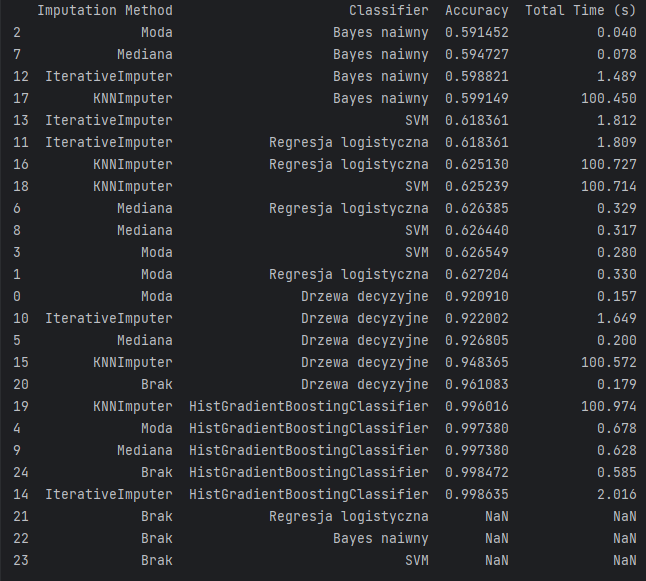 Imputation Method Classifier Accuracy Total Time (s)
2 Moda Bayes naiwny 0.591452 0.040
7 Mediana Bayes naiwny 0.594727 0.078
12 IterativeImputer Bayes naiwny 0.598821 1.489
17 KNNImputer Bayes naiwny 0.599149 100.450
13 IterativeImputer SVM 0.618361 1.812
11 IterativeImputer Regresja logistyczna 0.618361 1.809
16 KNNImputer Regresja logistyczna 0.625130 100.727
18 KNNImputer SVM 0.625239 100.714
6 Mediana Regresja logistyczna 0.626385 0.329
8 Mediana SVM 0.626440 0.317
3 Moda SVM 0.626549 0.280
1 Moda Regresja logistyczna 0.627204 0.330
0 Moda Drzewa decyzyjne 0.920910 0.157
10 IterativeImputer Drzewa decyzyjne 0.922002 1.649
5 Mediana Drzewa decyzyjne 0.926805 0.200
15 KNNImputer Drzewa decyzyjne 0.948365 100.572
20 Brak Drzewa decyzyjne 0.961083 0.179
19 KNNImputer HistGradientBoostingClassifier 0.996016 100.974
4 Moda HistGradientBoostingClassifier 0.997380 0.678
9 Mediana HistGradientBoostingClassifier 0.997380 0.628
24 Brak HistGradientBoostingClassifier 0.998472 0.585
14 IterativeImputer HistGradientBoostingClassifier 0.998635 2.016
21 Brak Regresja logistyczna NaN NaN
22 Brak Bayes naiwny NaN NaN
23 Brak SVM NaN NaN